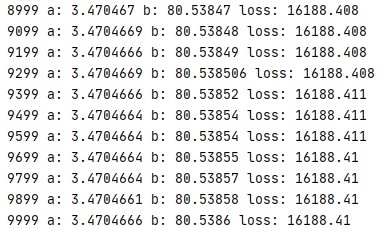 8999 a: 3.470467 b: 80.53847 loss: 16188.408
9099 a: 3.4704669 b: 80.53848 loss: 16188.408
9199 a: 3.4704666 b: 80.53849 loss: 16188.408
9299 a: 3.4704669 b: 80.538506 loss: 16188.408
9399 a: 3.4704666 b: 80.53852 loss: 16188.411
9499 a: 3.4704664 b: 80.53854 loss: 16188.411
9599 a: 3.4704664 b: 80.53854 loss: 16188.411
9699 a: 3.4704664 b: 80.53855 loss: 16188.41
9799 a: 3.4704664 b: 80.53857 loss: 16188.41
9899 a: 3.4704661 b: 80.53858 loss: 16188.41
9999 a: 3.4704666 b: 80.5386 loss: 16188.41